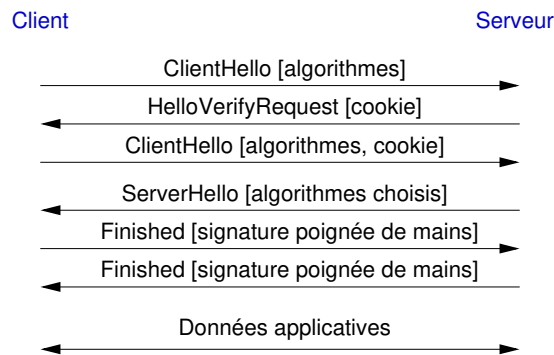 Client
Serveur
ClientHello [algorithmes]
HelloVerifyRequest [cookie]
ClientHello [algorithmes, cookie]
ServerHello [algorithmes choisis]
Finished [signature poignée de mains]
Finished [signature poignée de mains]
Données applicatives